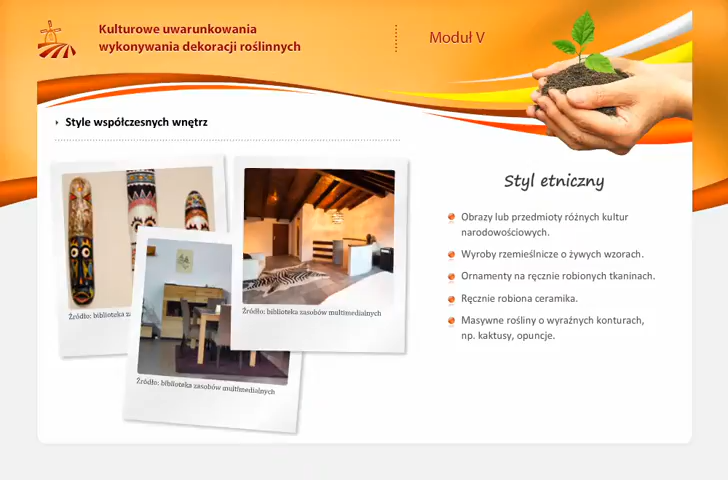 Kulturowe uwarunkowania
wykonywania dekoracji roślinnych
Moduł V
Style współczesnych wnętrz
Styl etniczny
Obrazy lub przedmioty różnych kultur
narodowościowych.
Wyroby rzemieślnicze o żywych wzorach.
Ornamenty na ręcznie robionych tkaninach.
Ręcznie robiona ceramika.
Masywne rośliny o wyraźnych konturach,
np. kaktusy, opuncje.
Źródło: biblioteka z
Źródło: biblioteka zasobów multimedialnych
Źródło: biblioteka zasobów multimedialnych